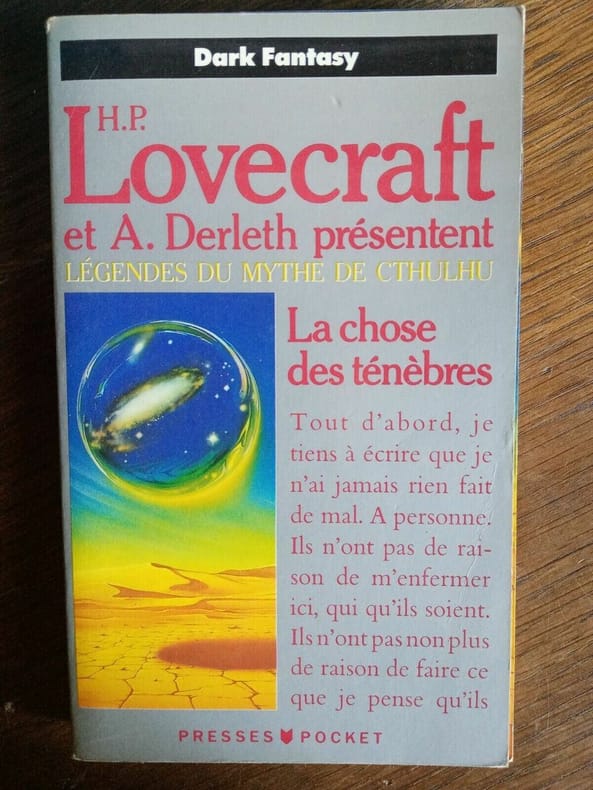 Dark Fantasy
H.P.
Lovecraft
et A. Derleth présentent
LÉGENDES DU MYTHE DE CTHULHU
La chose
des ténèbres
Tout d'abord, je
tiens à écrire que je
n'ai jamais rien fait
de mal. A personne.
Ils n'ont pas de rai-
son de m'enfermer
ici, qui qu'ils soient.
Ils n'ont pas non plus
de raison de faire ce
que je pense qu'ils
PRESSES POCKET